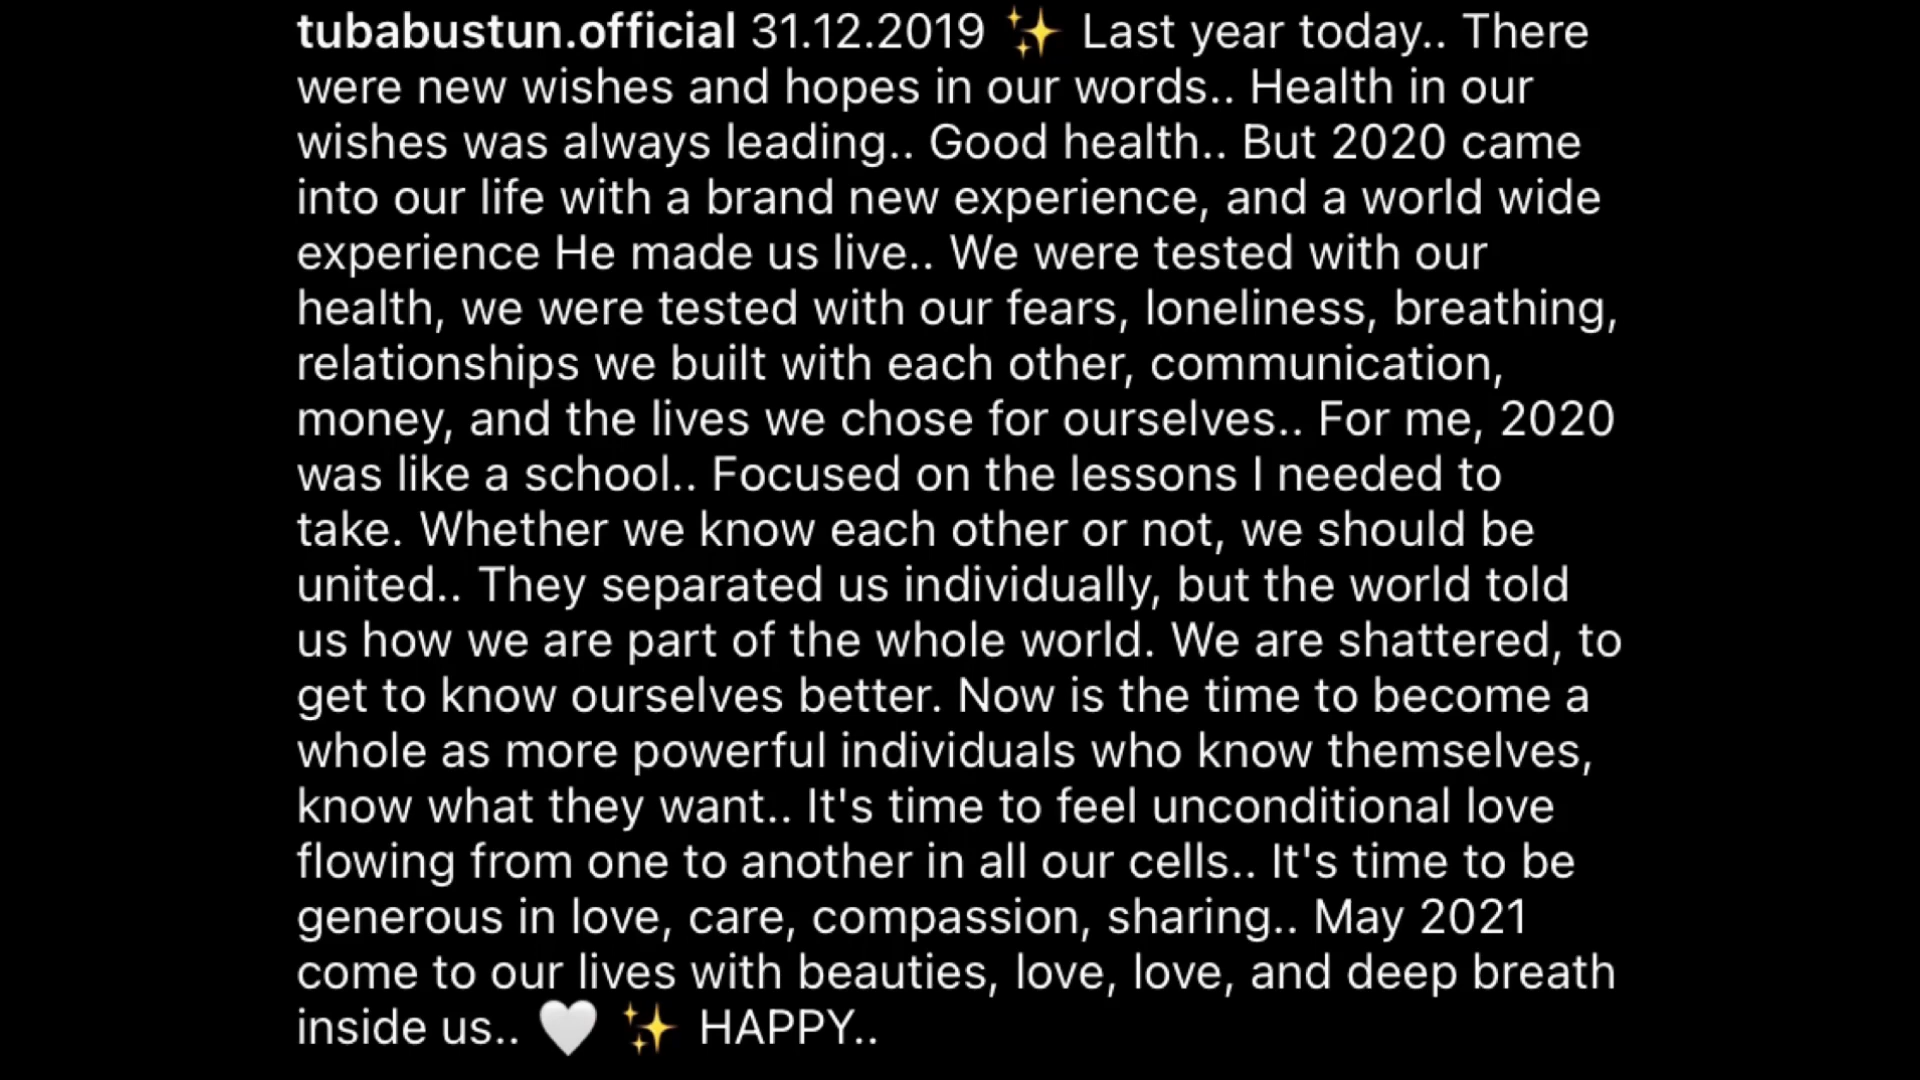 tubabustun.official 31.12.2019 ✨ Last year today.. There
were new wishes and hopes in our words.. Health in our
wishes was always leading.. Good health.. But 2020 came
into our life with a brand new experience, and a world wide
experience He made us live.. We were tested with our
health, we were tested with our fears, loneliness, breathing,
relationships we built with each other, communication,
money, and the lives we chose for ourselves.. For me, 2020
was like a school.. Focused on the lessons I needed to
take. Whether we know each other or not, we should be
united.. They separated us individually, but the world told
us how we are part of the whole world. We are shattered, to
get to know ourselves better. Now is the time to become a
whole as more powerful individuals who know themselves,
know what they want.. It's time to feel unconditional love
flowing from one to another in all our cells.. It's time to be
generous in love, care, compassion, sharing.. May 2021
come to our lives with beauties, love, love, and deep breath
inside us.. 🤍 ✨ HAPPY..